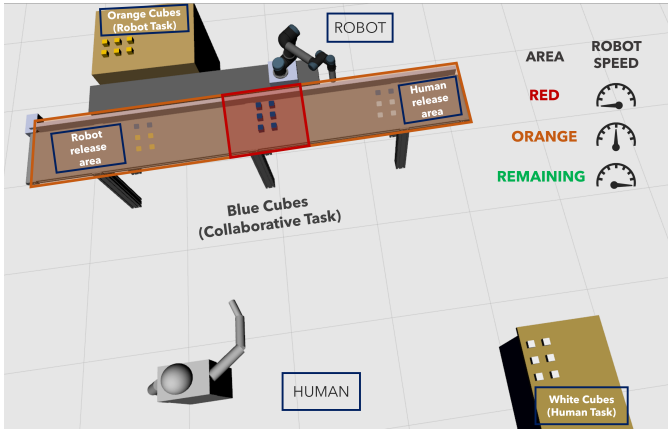 Orange Cubes
(Robot Task)
ROBOT
AREA
ROBOT
SPEED
RED
ORANGE
REMAINING
Robot
release
area
Human
release
area
Blue Cubes
(Collaborative Task)
HUMAN
White Cubes
(Human Task)